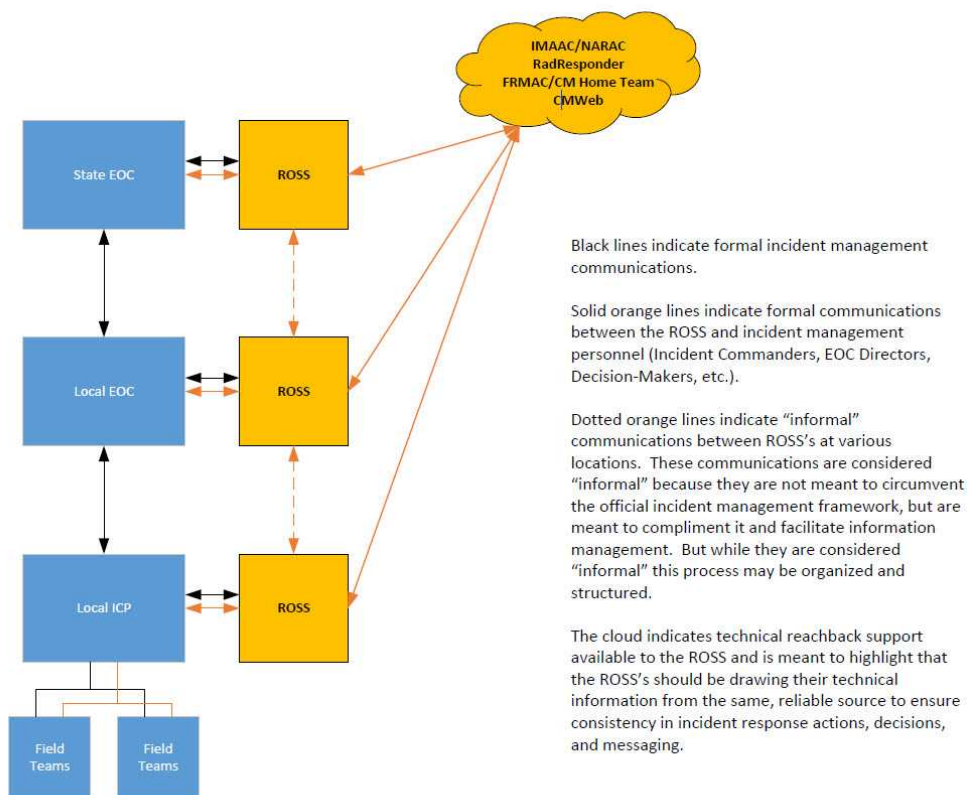 IMAAC/NARAC
RadResponder
FRMAC/CM Home Team
CMWeb
State EOC
ROSS
Black lines indicate formal incident management
communications.
Solid orange lines indicate formal communications
between the ROSS and incident management
personnel (Incident Commanders, EOC Directors,
Decision-Makers, etc.).
Local EOC
ROSS
Dotted orange lines indicate “informal”
communications between ROSS's at various
locations.  These communications are considered
“informal” because they are not meant to circumvent
the official incident management framework, but are
meant to compliment it and facilitate information
management.  But while they are considered
“informal” this process may be organized and
structured.
Local ICP
ROSS
The cloud indicates technical reachback support
available to the ROSS and is meant to highlight that
the ROSS's should be drawing their technical
information from the same, reliable source to ensure
consistency in incident response actions, decisions,
and messaging.
Field
Teams
Field
Teams